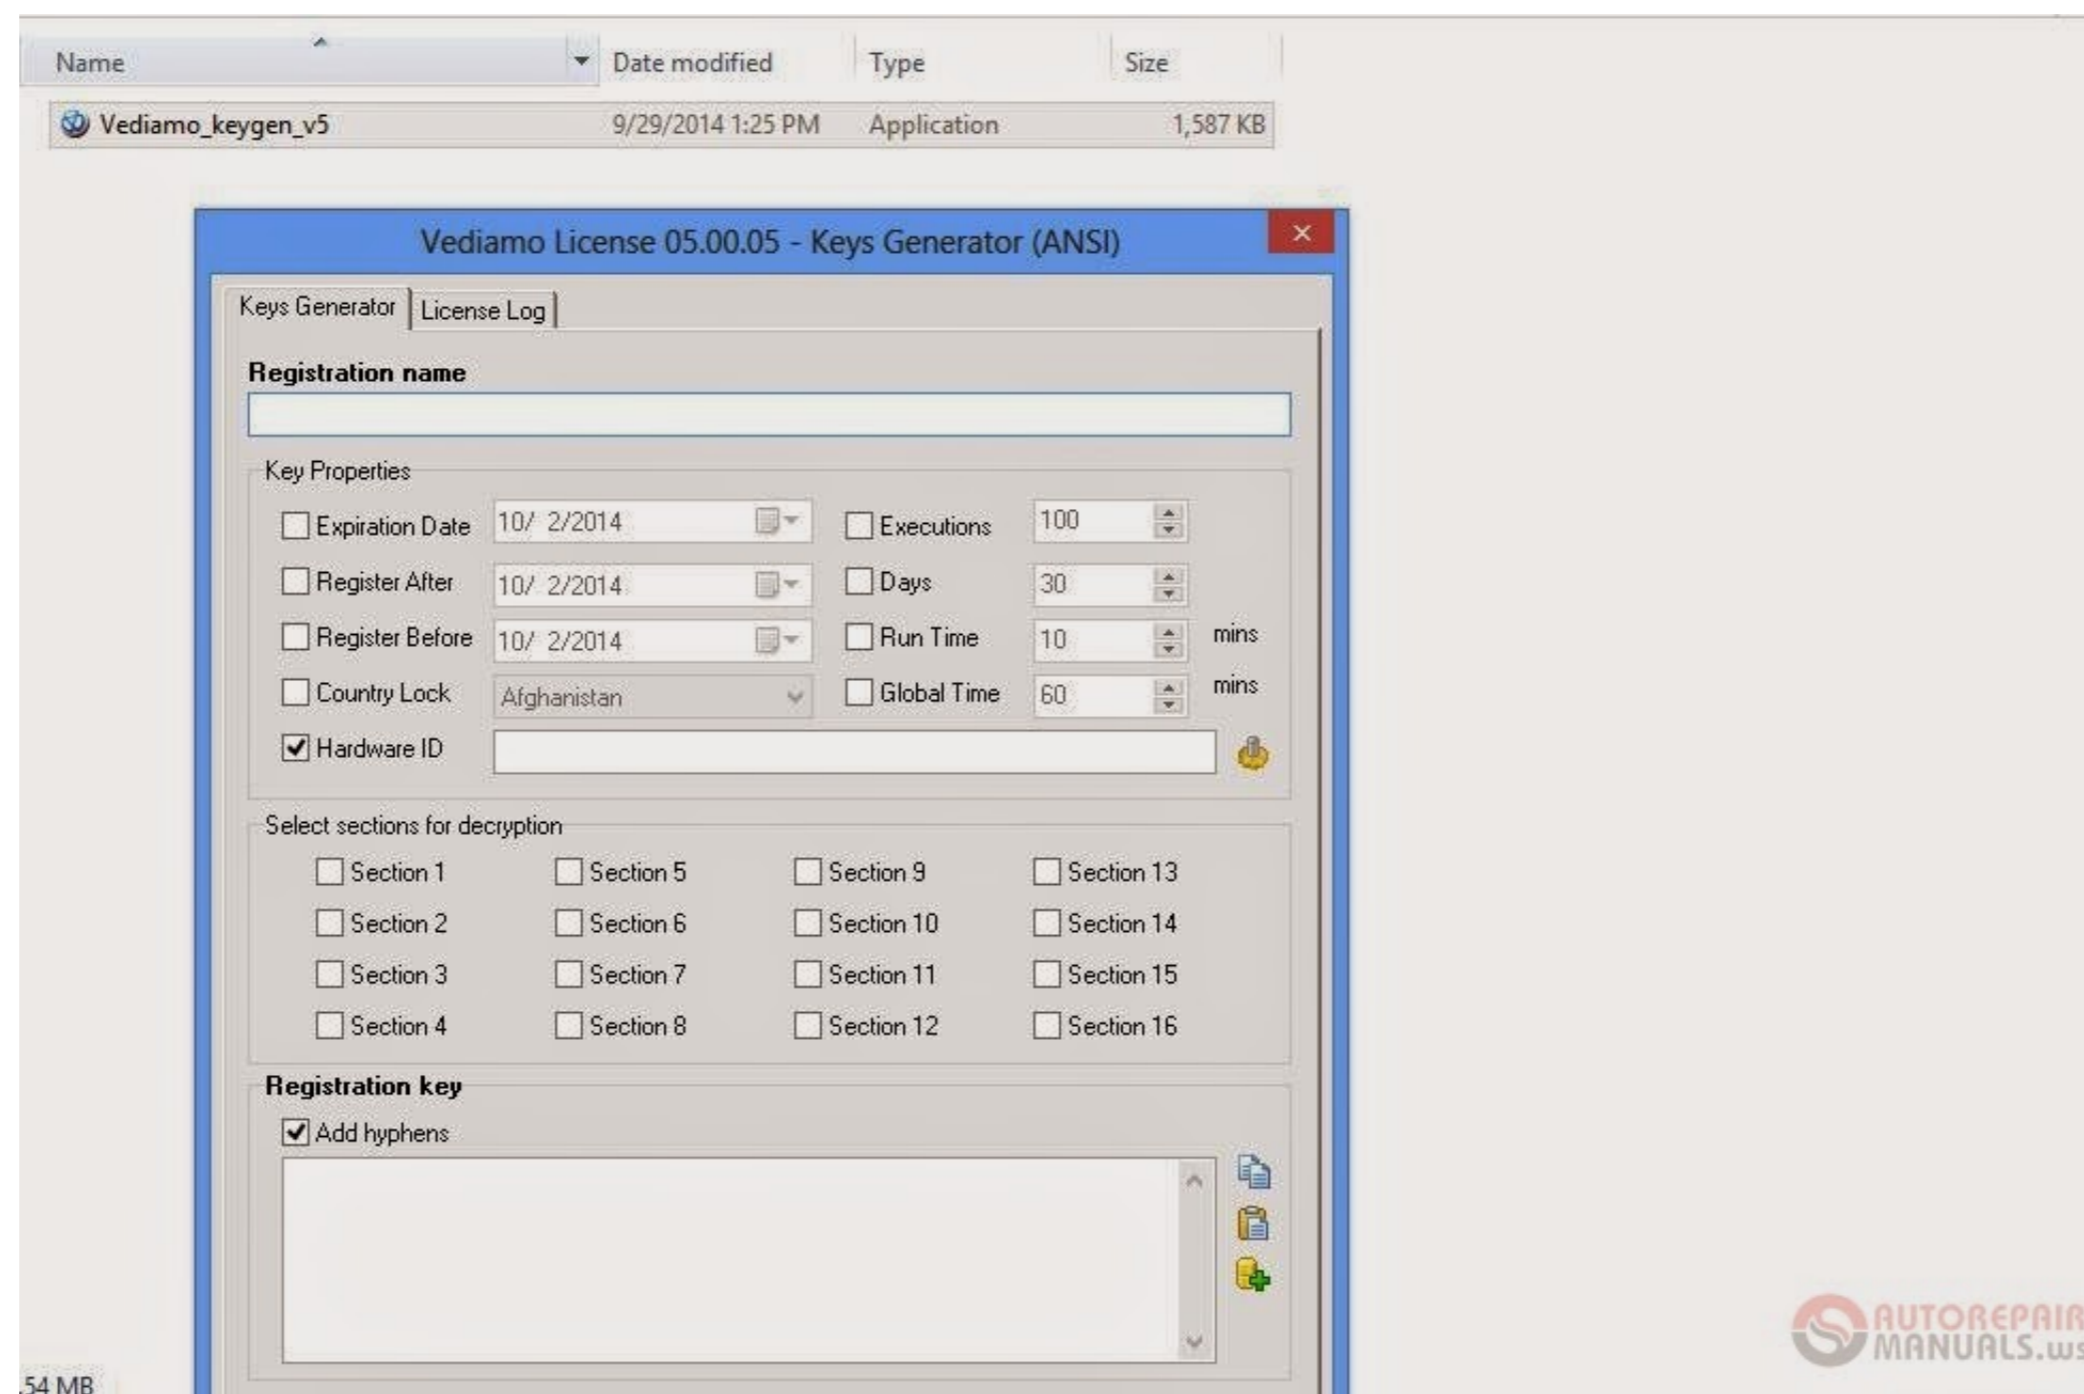 Name Date modified Type Size
Vediamo_keygen_v5 9/29/2014 1:25 PM Application 1,587 KB
Vediamo License 05.00.05 - Keys Generator (ANSI)
Keys Generator License Log
Registration name
Key Properties
Expiration Date 10/ 2/2014 Executions 100
Register After 10/ 2/2014 Days 30
Register Before 10/ 2/2014 Run Time 10 mins
Country Lock Afghanistan Global Time 60 mins
Hardware ID
Select sections for decryption
Section 1 Section 5 Section 9 Section 13
Section 2 Section 6 Section 10 Section 14
Section 3 Section 7 Section 11 Section 15
Section 4 Section 8 Section 12 Section 16
Registration key
Add hyphens
.54 MB
AUTOREPAIR
MANUALS.ws